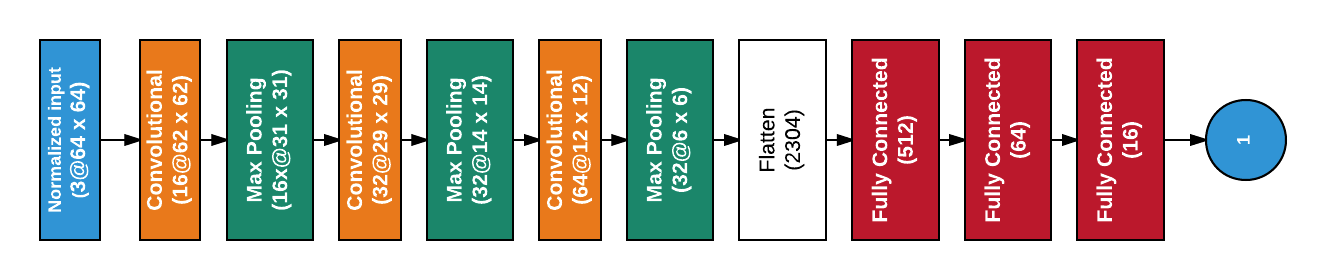 Normalized input
(3@64 x 64)
Convolutional
(16@62 x 62)
Max Pooling
(16x@31 x 31)
Convolutional
(32@29 x 29)
Max Pooling
(32@14 x 14)
Convolutional
(64@12 x 12)
Max Pooling
(32@6 x 6)
Flatten
(2304)
Fully Connected
(512)
Fully Connected
(64)
Fully Connected
(16)
1